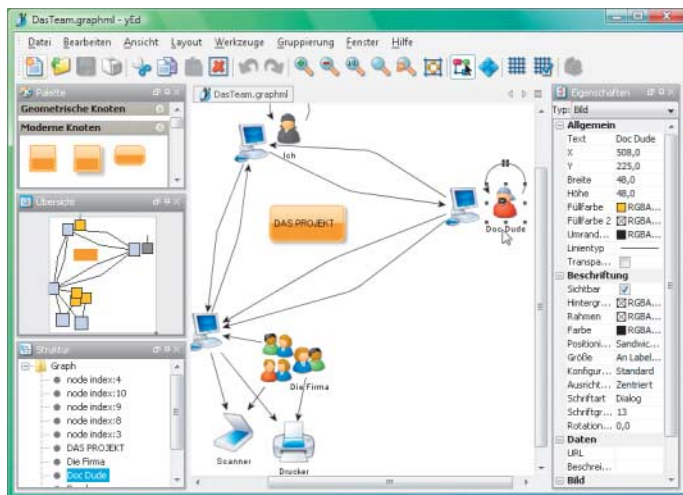 DasTeam.graphml - yEd
Datei Bearbeiten Ansicht Layout Werkzeuge Gruppierung Fenster Hilfe
Palette
Geometrische Knoten
Moderne Knoten
Übersicht
Struktur
Graph
node index:4
node index:10
node index:9
node index:8
node index:3
DAS PROJEKT
Die Firma
Doc Dude
DasTeam.graphml
Ich
DAS PROJEKT
Doc Dude
Die Firma
Scanner
Drucker
Eigenschaften
Typ: Bild
Allgemein
Text Doc Dude
X 508,0
Y 225,0
Breite 48,0
Höhe 48,0
Füllfarbe RGBA...
Füllfarbe 2 RGBA...
Umrand... RGBA...
Linientyp
Transpa...
Beschriftung
Sichtbar
Hintergr... RGBA...
Rahmen RGBA...
Farbe RGBA...
Positioni... Sandwic...
Größe An Label...
Konfigur... Standard
Ausricht... Zentriert
Schriftart Dialog
Schriftgr... 13
Rotation... 0,0
Daten
URL
Beschrei...
Bild